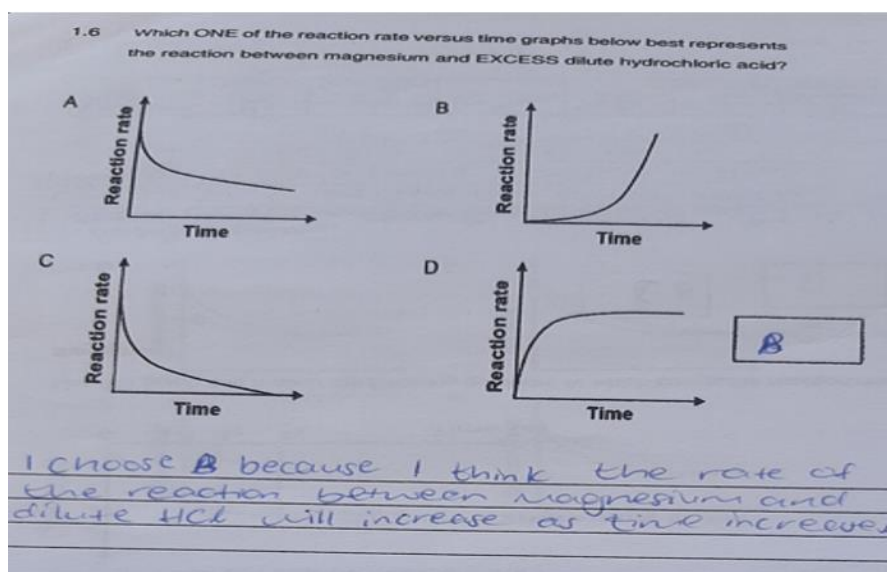 1.6 Which ONE of the reaction rate versus time graphs below best represents
the reaction between magnesium and EXCESS dilute hydrochloric acid?
A
Reaction rate
Time
B
Reaction rate
Time
C
Reaction rate
Time
D
Reaction rate
Time
B
I choose B because I think the rate of
the reaction between magnesium and
dilute HCl will increase as time increases